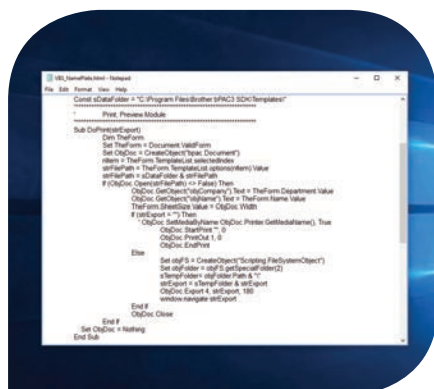 VBS_NamePlate.html - Notepad
File Edit Format View Help
Const sDataFolder = "C:\Program Files\Brother bPAC3 SDK\Templates\"
' Print, Preview Module
Sub DoPrint(strExport)
Dim TheForm
Set TheForm = Document.ValidForm
Set ObjDoc = CreateObject("bpac.Document")
nItem = TheForm.TemplateList.selectedIndex
strFilePath = TheForm.TemplateList.options(nItem).Value
strFilePath = sDataFolder & strFilePath
If (ObjDoc.Open(strFilePath) <> False) Then
ObjDoc.GetObject("objCompany").Text = TheForm.Department.Value
ObjDoc.GetObject("objName").Text = TheForm.Name.Value
TheForm.SheetSize.Value = ObjDoc.Width
If (strExport = "") Then
' ObjDoc.SetMediaByName ObjDoc.Printer.GetMediaName(), True
ObjDoc.StartPrint "", 0
ObjDoc.PrintOut 1, 0
ObjDoc.EndPrint
Else
Set objFS = CreateObject("Scripting.FileSystemObject")
Set objFolder = objFS.getSpecialFolder(2)
sTempFolder= objFolder.Path & "\"
strExport = sTempFolder & strExport
ObjDoc.Export 4, strExport, 180
window.navigate strExport
End If
ObjDoc.Close
End If
Set ObjDoc = Nothing
End Sub